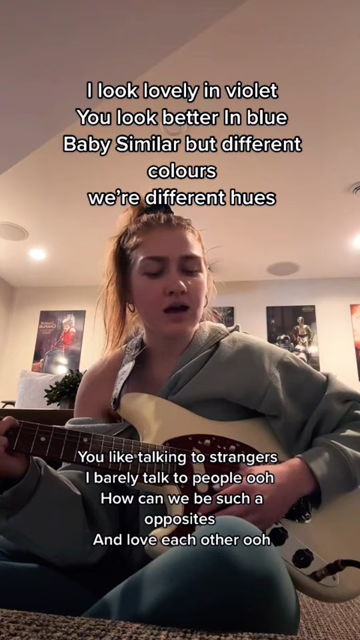 I look lovely in violet
You look better In blue
Baby Similar but different
colours
we're different hues
You like talking to strangers
I barely talk to people ooh
How can we be such a
opposites
And love each other ooh